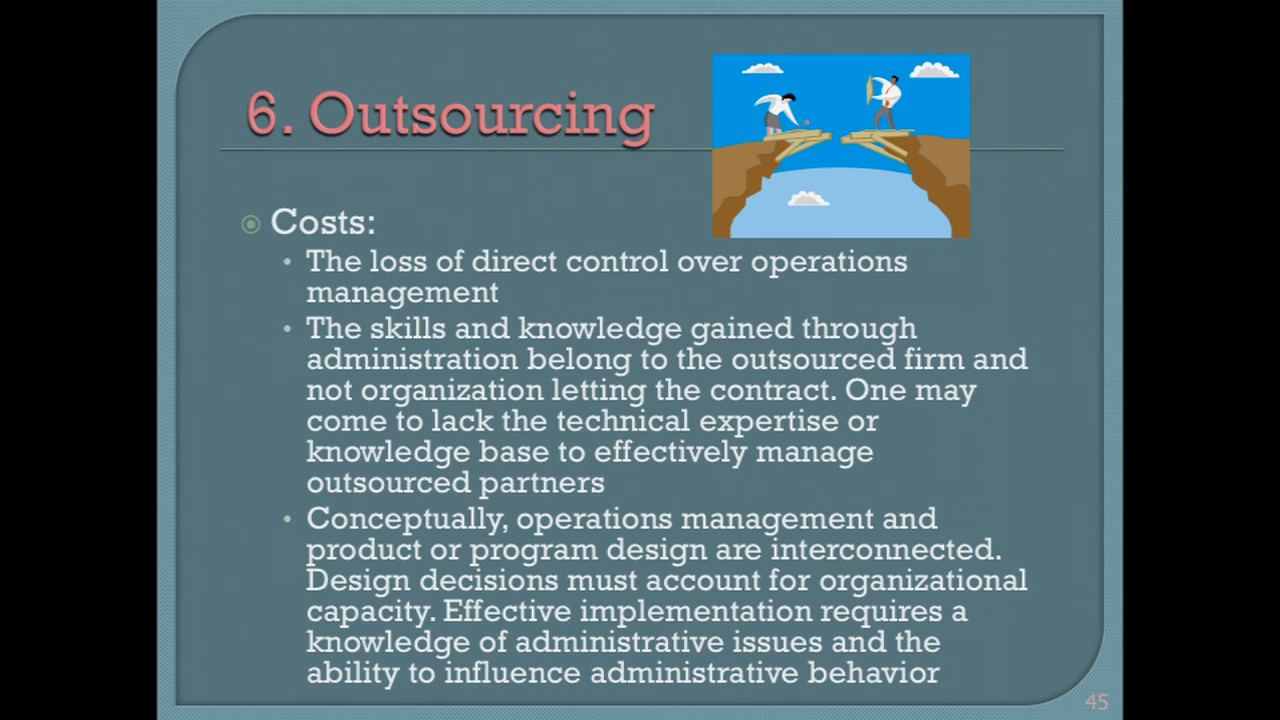 6. Outsourcing
Costs:
The loss of direct control over operations
management
The skills and knowledge gained through
administration belong to the outsourced firm and
not organization letting the contract. One may
come to lack the technical expertise or
knowledge base to effectively manage
outsourced partners
Conceptually, operations management and
product or program design are interconnected.
Design decisions must account for organizational
capacity. Effective implementation requires a
knowledge of administrative issues and the
ability to influence administrative behavior
45